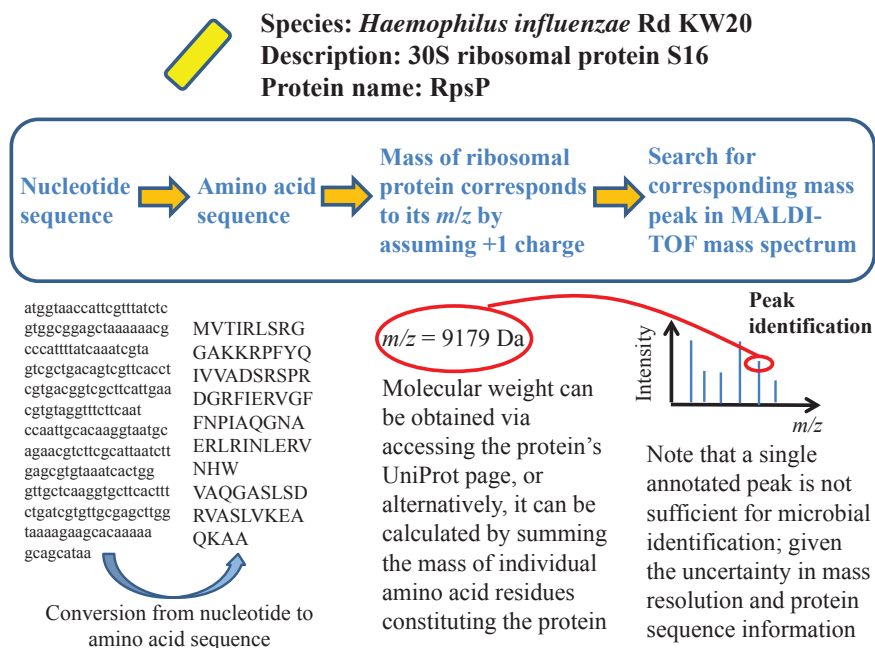 Species: Haemophilus influenzae Rd KW20
Description: 30S ribosomal protein S16
Protein name: RpsP
Nucleotide
sequence
Amino acid
sequence
Mass of ribosomal
protein corresponds
to its m/z by
assuming +1 charge
Search for
corresponding mass
peak in MALDI-
TOF mass spectrum
atggtaaccattcgtttatctc
gtggcggagctaaaaaacg
cccattttatcaaatcgta
gtcgctgacagtcgttcacct
cgtgacggtcgcttcattgaa
cgtgtaggtttcttcaat
ccaattgcacaaggtaatgc
agaacgtcttcgcattaatctt
gagcgtgtaaatcactgg
gttgctcaaggtgcttcacttt
ctgatcgtgttgcgagcttgg
taaaagaagcacaaaaa
gcagcataa
MVTIRLSRG
GAKKRPFYQ
IVVADSRSPR
DGRFIERVGF
FNPIAQGNA
ERLRINLERV
NHW
VAQGASLSD
RVASLVKEA
QKAA
Conversion from nucleotide to
amino acid sequence
m/z = 9179 Da
Molecular weight can
be obtained via
accessing the protein's
UniProt page, or
alternatively, it can be
calculated by summing
the mass of individual
amino acid residues
constituting the protein
Peak
identification
Intensity
m/z
Note that a single
annotated peak is not
sufficient for microbial
identification; given
the uncertainty in mass
resolution and protein
sequence information